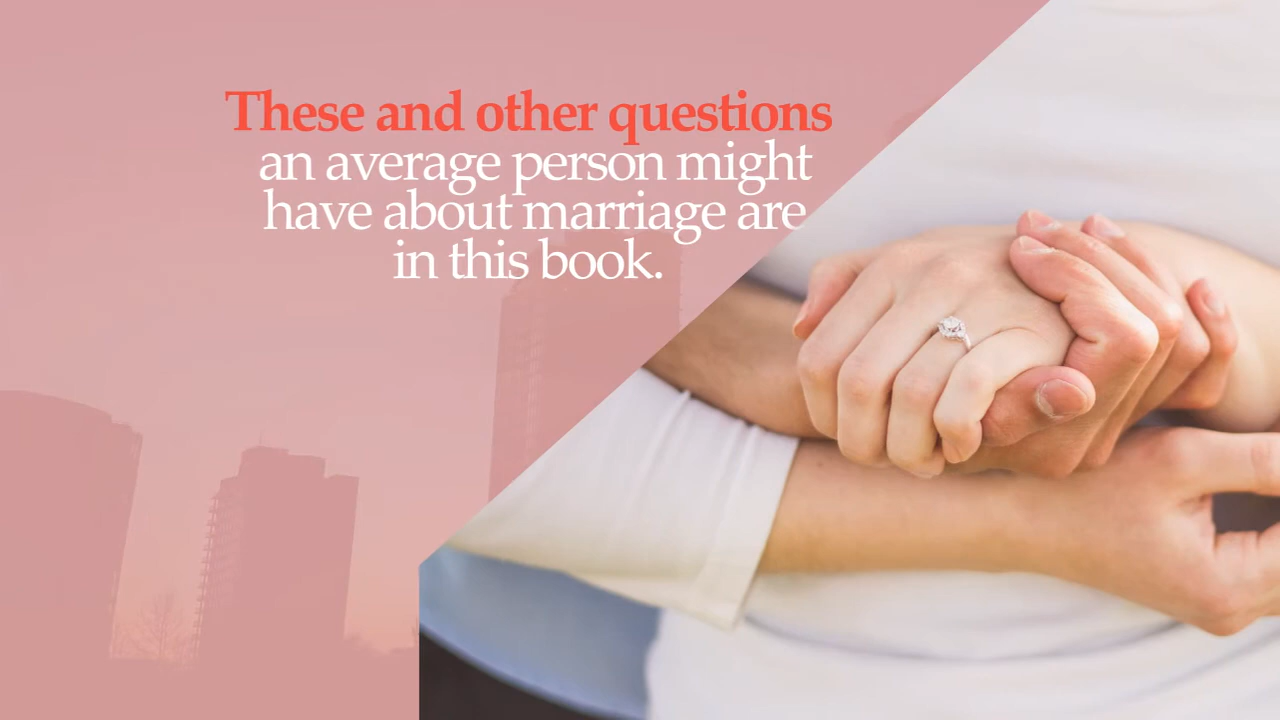 These and other questions
an average person might
have about marriage are
in this book.